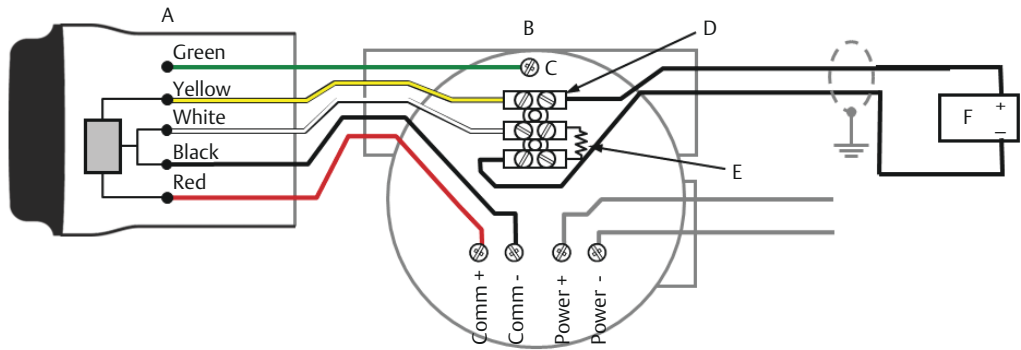 A
B
D
Green
C
Yellow
White
F
+
–
Black
E
Red
Comm +
Comm -
Power +
Power -